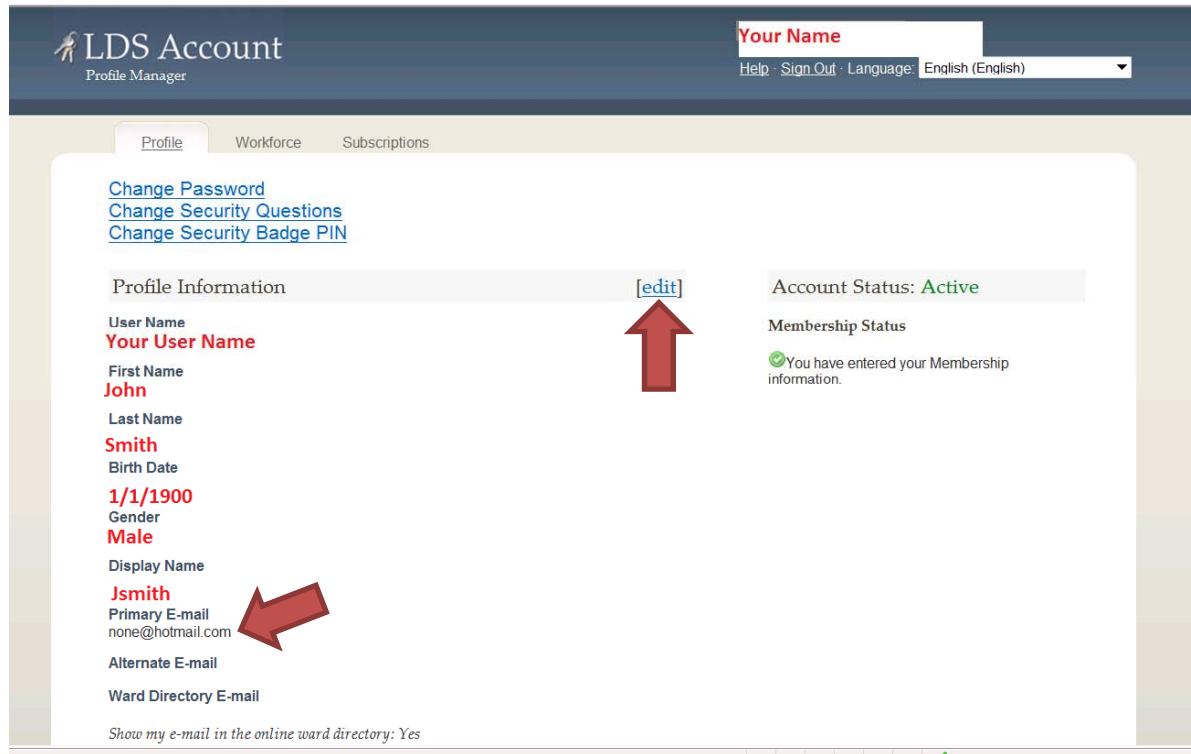 LDS Account
Profile Manager
Your Name
Help · Sign Out · Language: English (English)
Profile Workforce Subscriptions
Change Password
Change Security Questions
Change Security Badge PIN
Profile Information [edit]
User Name
Your User Name
First Name
John
Last Name
Smith
Birth Date
1/1/1900
Gender
Male
Display Name
Jsmith
Primary E-mail
none@hotmail.com
Alternate E-mail
Ward Directory E-mail
Show my e-mail in the online ward directory: Yes
Account Status: Active
Membership Status
You have entered your Membership
information.